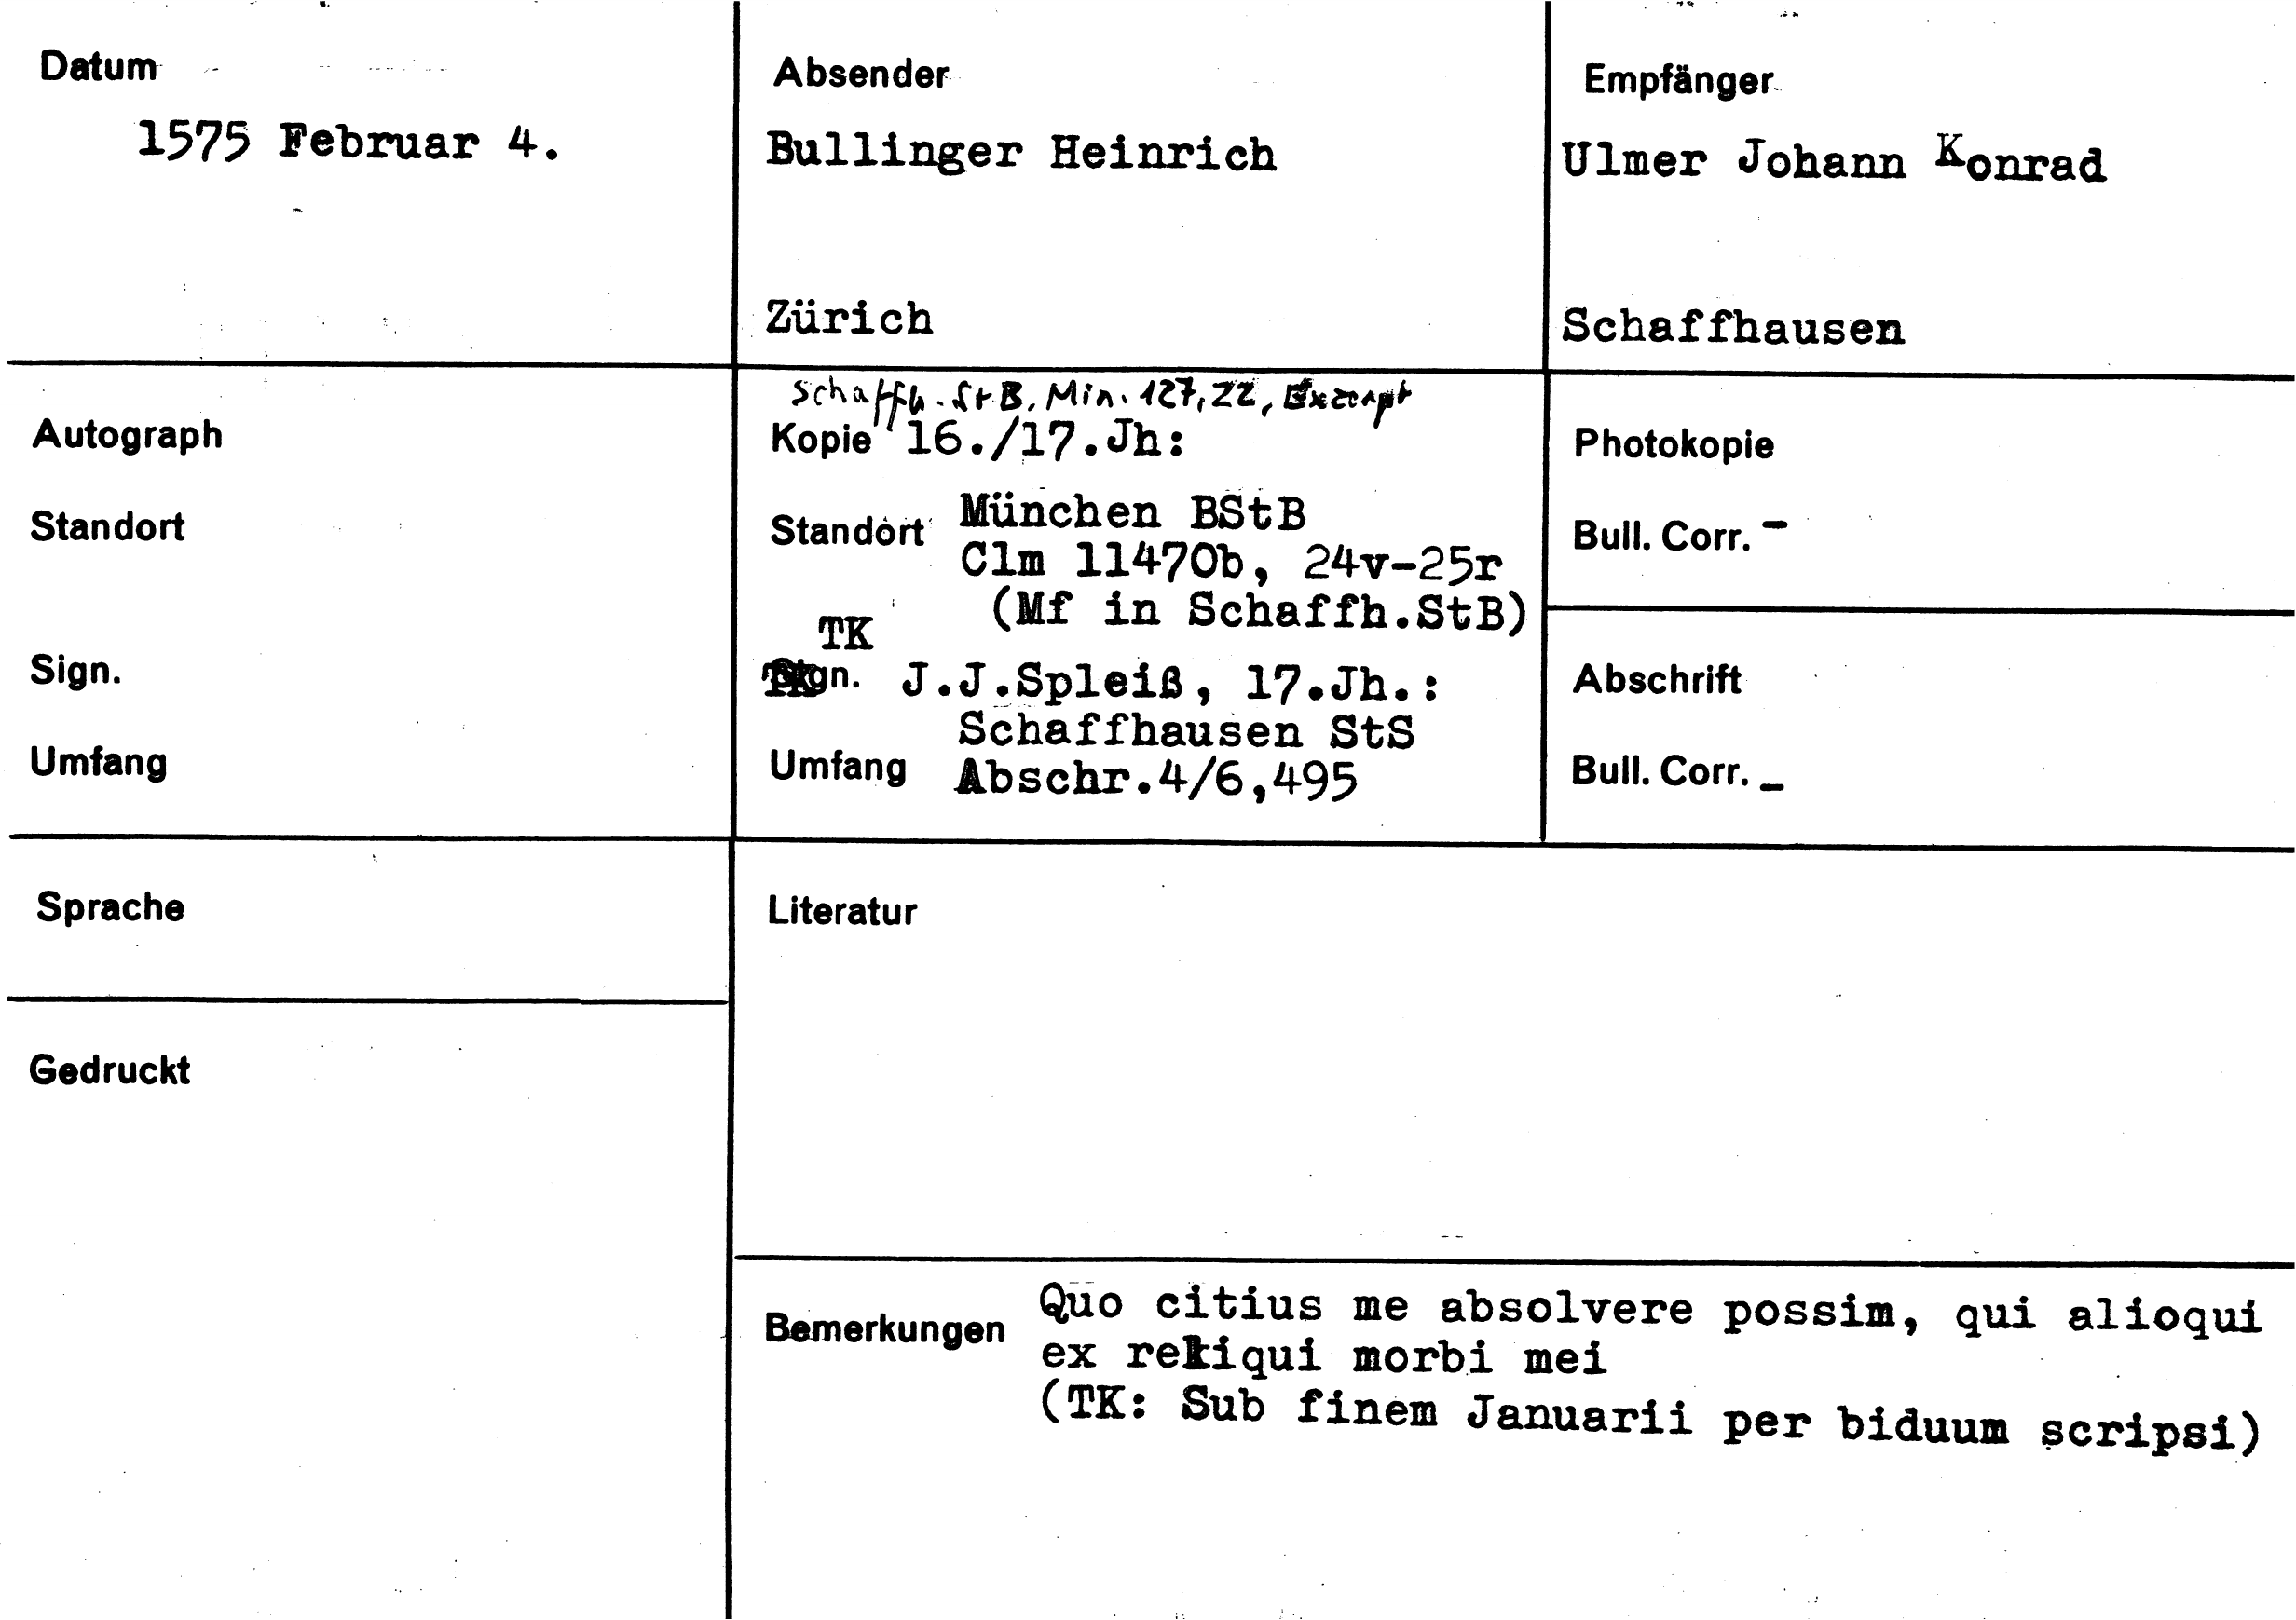 Datum
1575 Februar 4.
Absender
Bullinger Heinrich
Zürich
Empfänger
Ulmer Johann Konrad
Schaffhausen
Autograph
Standort
Sign.
Umfang
Schaffh. StB, Min. 127, 22, Exzerpt
Kopie 16./17.Jh:
Standort München BStB
Clm 11470b, 24v-25r
(Mf in Schaffh.StB)
TK
Sign. J.J.Spleiß, 17.Jh.:
Schaffhausen StS
Umfang Abschr.4/6,495
Photokopie
Bull. Corr. -
Abschrift
Bull. Corr. -
Sprache
Gedruckt
Literatur
Bemerkungen Quo citius me absolvere possim, qui alioqui
ex reliqui morbi mei
(TK: Sub finem Januarii per biduum scripsi)